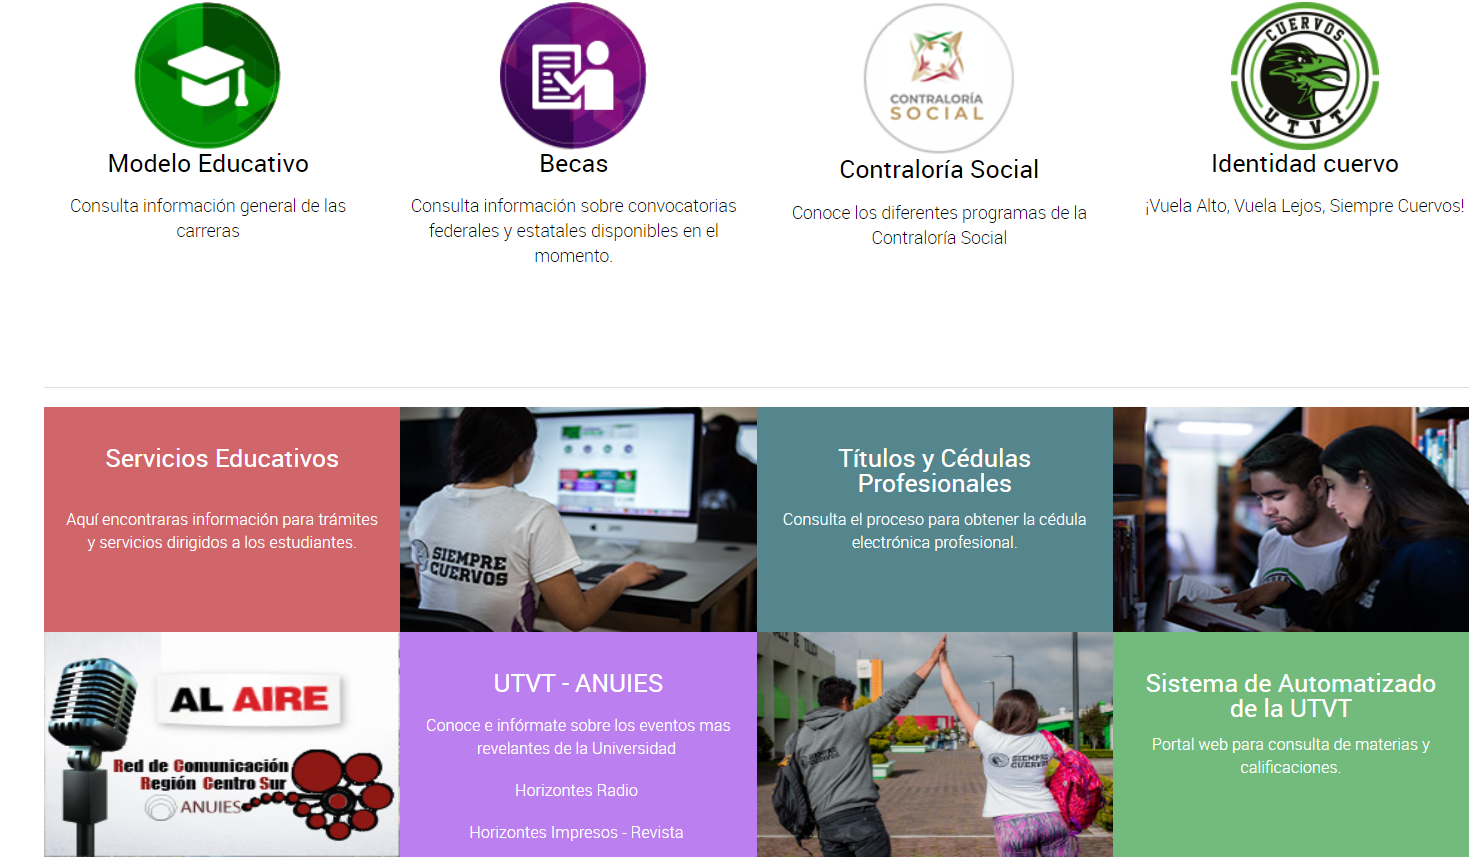 CUERVOS
UTVT
CONTRALORÍA
SOCIAL
Modelo Educativo
Consulta información general de las
carreras
Becas
Consulta información sobre convocatorias
federales y estatales disponibles en el
momento.
Contraloría Social
Conoce los diferentes programas de la
Contraloría Social
Identidad cuervo
¡Vuela Alto, Vuela Lejos, Siempre Cuervos!
Servicios Educativos
Aquí encontraras información para trámites
y servicios dirigidos a los estudiantes.
SIEMPRE
CUERVOS
Títulos y Cédulas
Profesionales
Consulta el proceso para obtener la cédula
electrónica profesional.
AL AIRE
Red de Comunicación
Región Centro Sur
ANUIES
UTVT - ANUIES
Conoce e infórmate sobre los eventos mas
revelantes de la Universidad
Horizontes Radio
Horizontes Impresos - Revista
SIEMPRE
CUERVOS
Sistema de Automatizado
de la UTVT
Portal web para consulta de materias y
calificaciones.